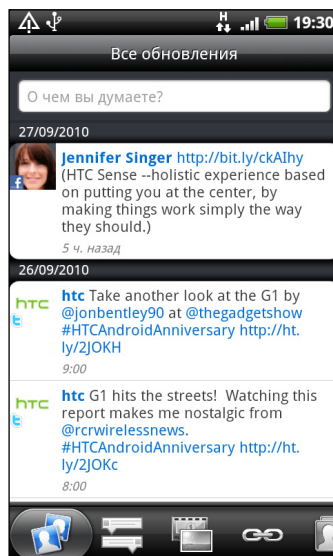 H
19:30
Все обновления
О чем вы думаете?
27/09/2010
Jennifer Singer http://bit.ly/ckAIhy
(HTC Sense --holistic experience based
on putting you at the center, by
making things work simply the way
they should.)
f
5 ч. назад
26/09/2010
htc
htc Take another look at the G1 by
@jonbentley90 at @thegadgetshow
#HTCAndroidAnniversary http://ht.
ly/2JOKH
t
9:00
htc
htc G1 hits the streets!  Watching this
report makes me nostalgic from
@rcrwirelessnews.
#HTCAndroidAnniversary http://ht.
ly/2JOKc
t
8:00